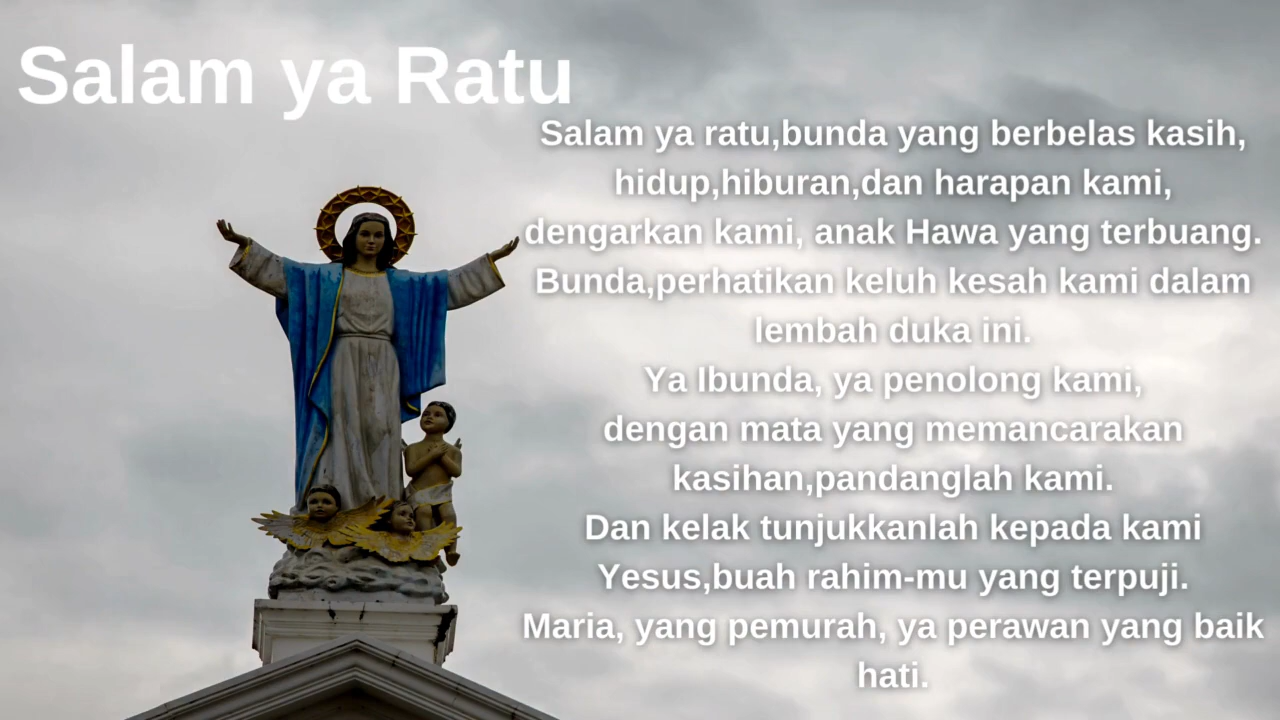 Salam ya Ratu
Salam ya ratu,bunda yang berbelas kasih,
hidup,hiburan,dan harapan kami,
dengarkan kami, anak Hawa yang terbuang.
Bunda,perhatikan keluh kesah kami dalam
lembah duka ini.
Ya Ibunda, ya penolong kami,
dengan mata yang memancarakan
kasihan,pandanglah kami.
Dan kelak tunjukkanlah kepada kami
Yesus,buah rahim-mu yang terpuji.
Maria, yang pemurah, ya perawan yang baik
hati.